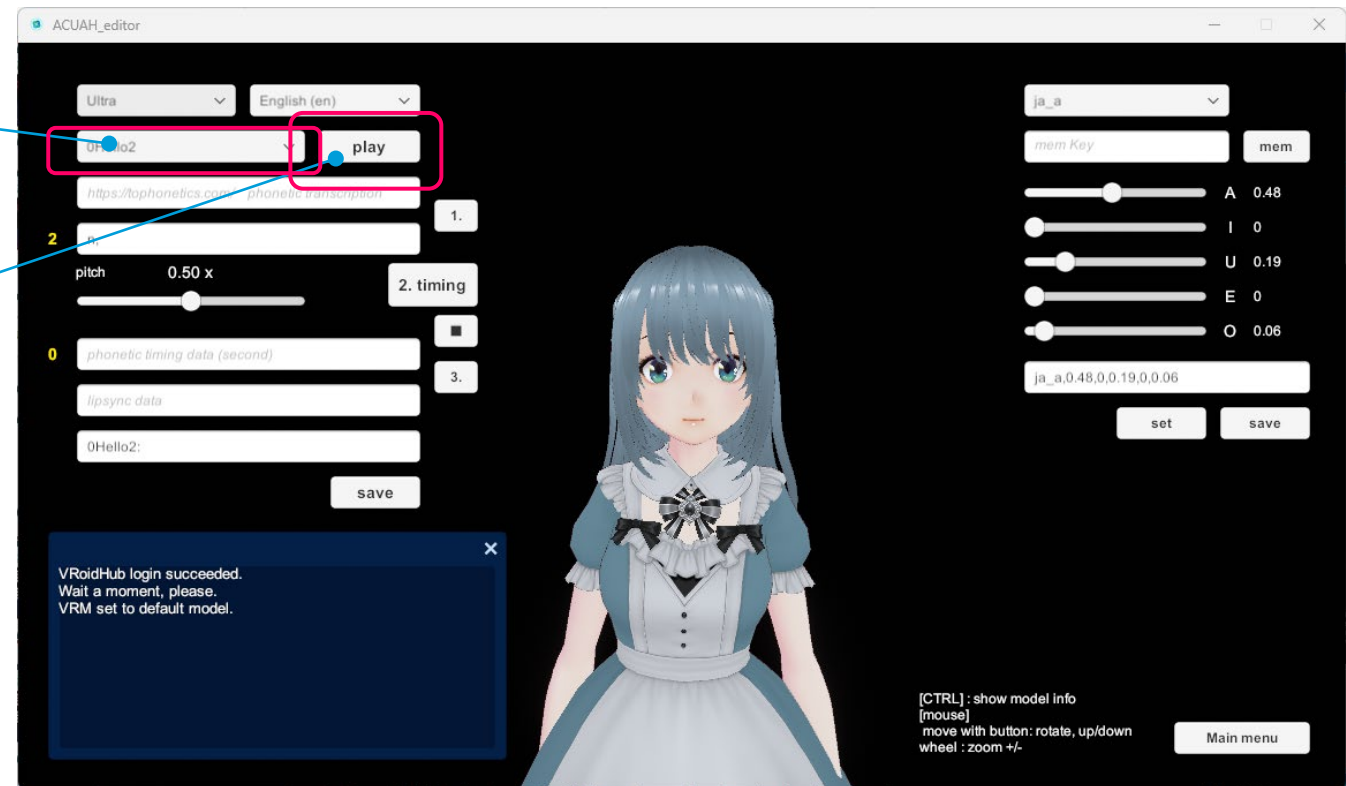 ACUAH_editor
Ultra
English (en)
0Hello2
play
https://tophonetics.com/ phonetic transcription
1.
2
n,
pitch
0.50 x
2. timing
■
0
phonetic timing data (second)
3.
lipsync data
0Hello2:
save
VRoidHub login succeeded.
Wait a moment, please.
VRM set to default model.
ja_a
mem Key
mem
A 0.48
I 0
U 0.19
E 0
O 0.06
ja_a,0.48,0,0.19,0,0.06
set
save
[CTRL] : show model info
[mouse]
move with button: rotate, up/down
wheel : zoom +/-
Main menu